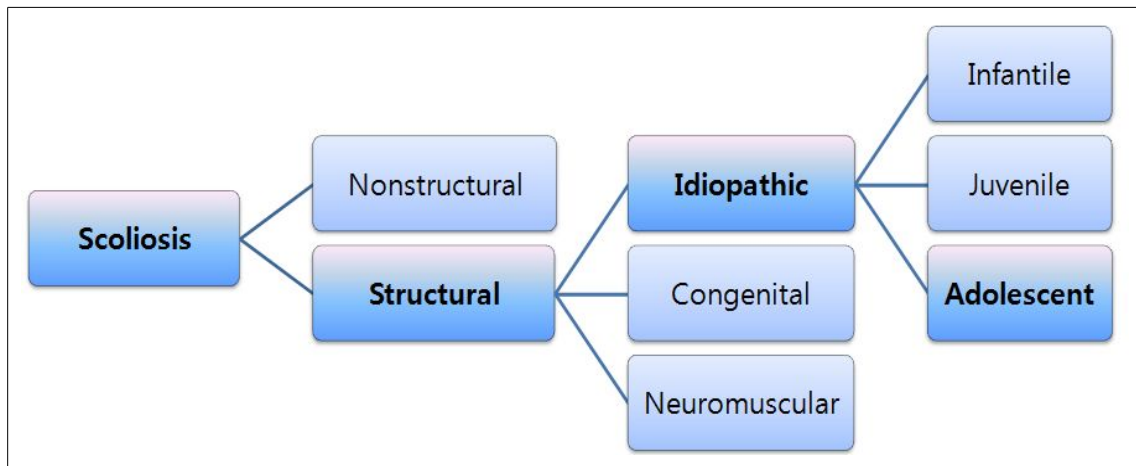 Scoliosis
Nonstructural
Structural
Idiopathic
Congenital
Neuromuscular
Infantile
Juvenile
Adolescent